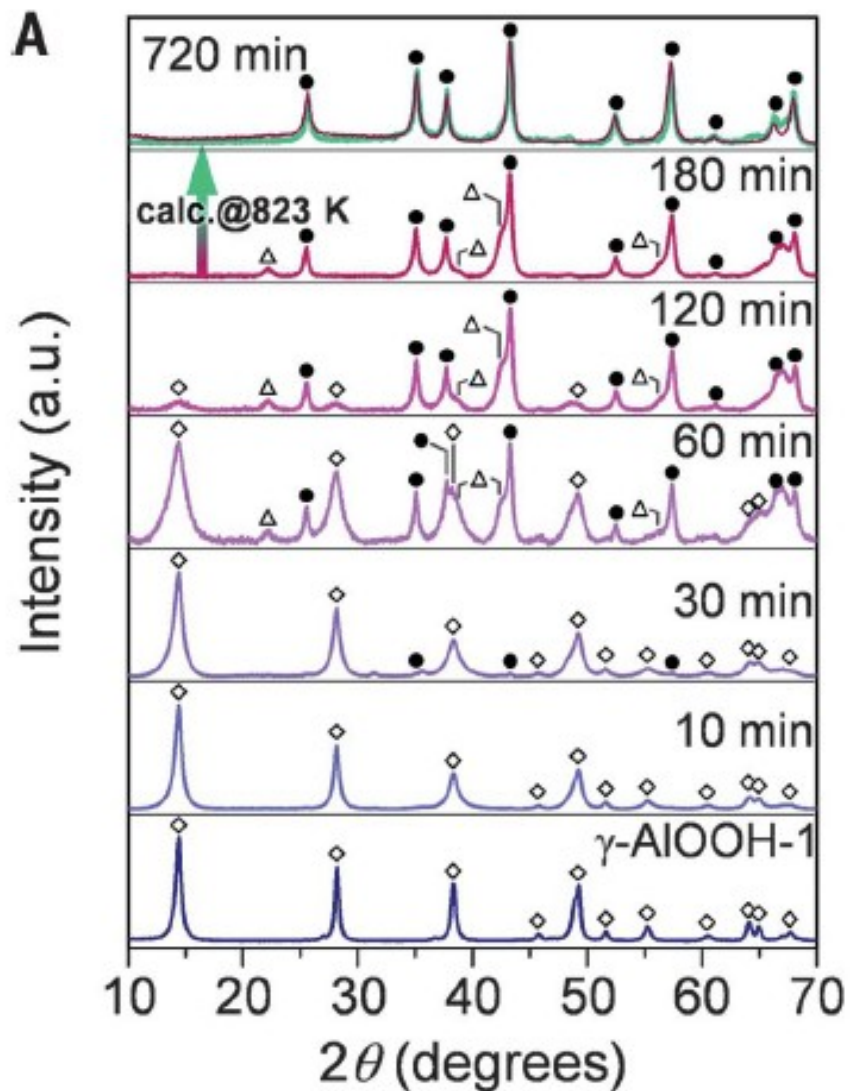 A
720 min
180 min
calc.@823 K
120 min
60 min
30 min
10 min
γ-AlOOH-1
Intensity (a.u.)
10 20 30 40 50 60 70
2θ (degrees)